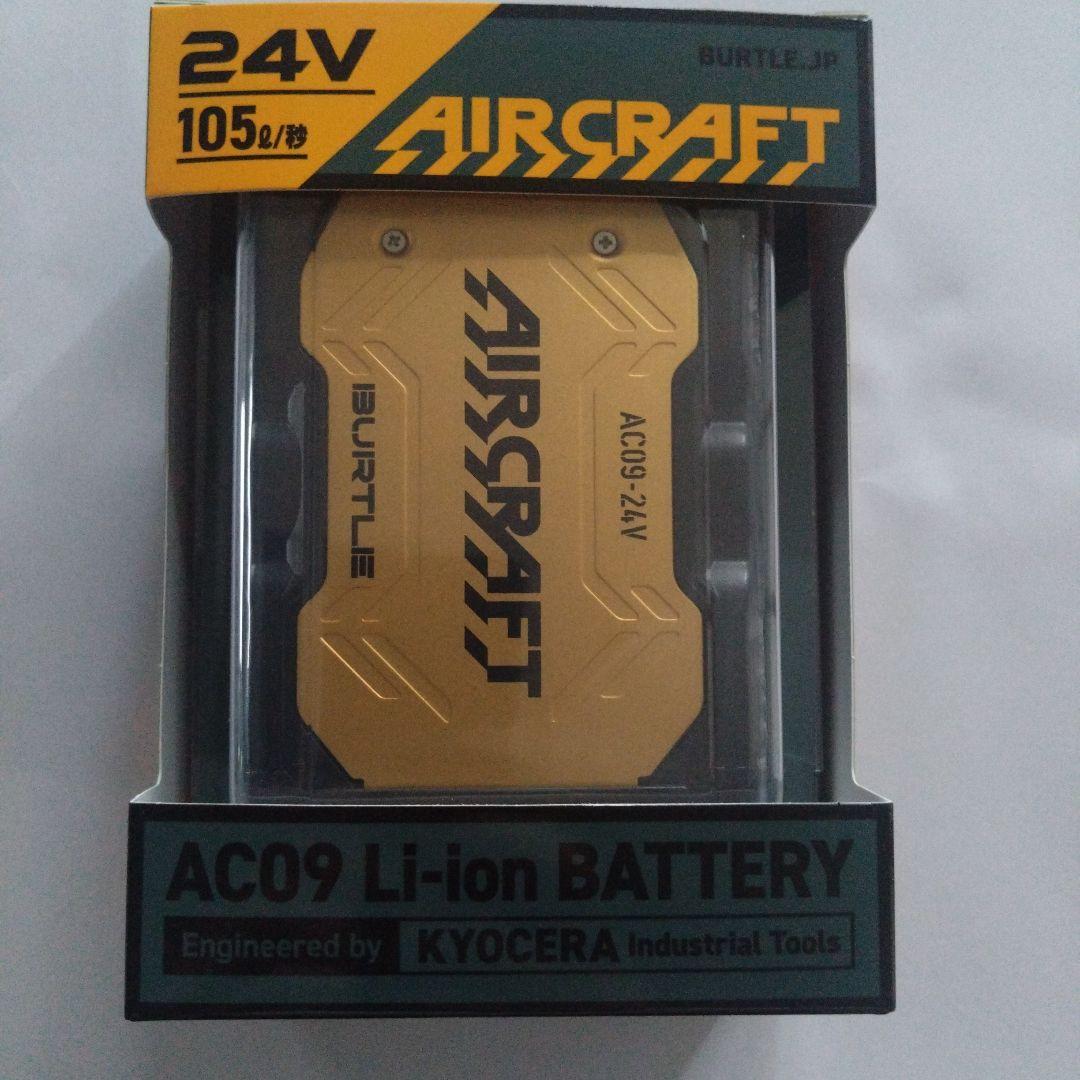 24V
105ℓ/秒
BURTLE.JP
AIRCRAFT
AIRCRAFT
BURTLE
AC09-24V
AC09 Li-ion BATTERY
Engineered by KYOCERA Industrial Tools